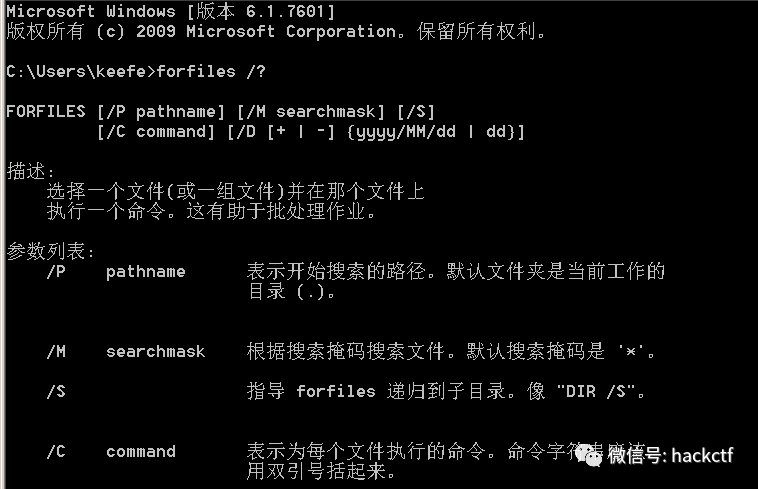 Microsoft Windows [版本 6.1.7601]
版权所有 (c) 2009 Microsoft Corporation。保留所有权利。
C:\Users\keefe>forfiles /?
FORFILES [/P pathname] [/M searchmask] [/S]
[/C command] [/D [+ | -] {yyyy/MM/dd | dd}]
描述:
选择一个文件(或一组文件)并在那个文件上
执行一个命令。这有助于批处理作业。
参数列表:
/P pathname 表示开始搜索的路径。默认文件夹是当前工作的
目录 (.)。
/M searchmask 根据搜索掩码搜索文件。默认搜索掩码是 '*'。
/S 指导 forfiles 递归到子目录。像 "DIR /S"。
/C command 表示为每个文件执行的命令。命令字符串应该
用双引号括起来。
微信号: hackctf